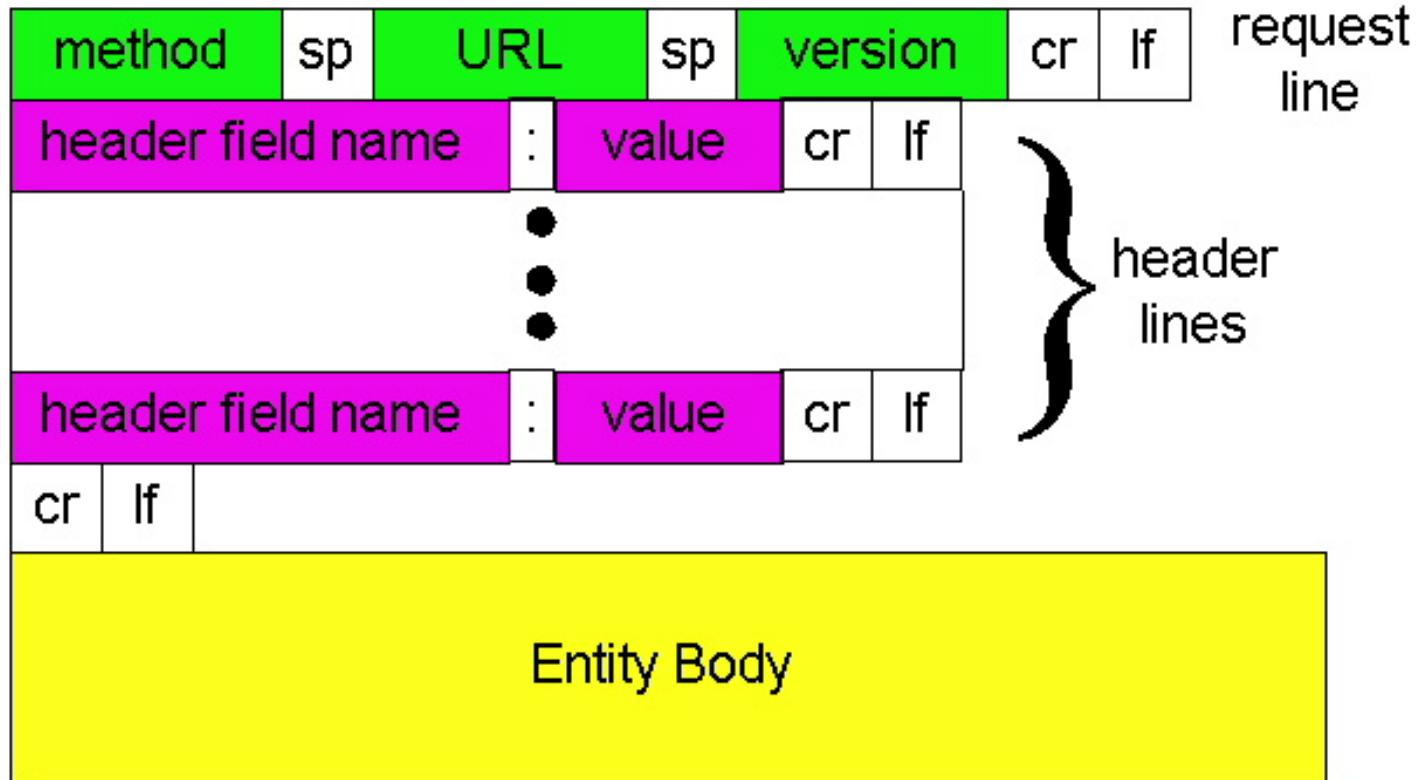 method sp URL sp version cr lf
request
line
header field name : value cr lf
header
lines
header field name : value cr lf
cr lf
Entity Body